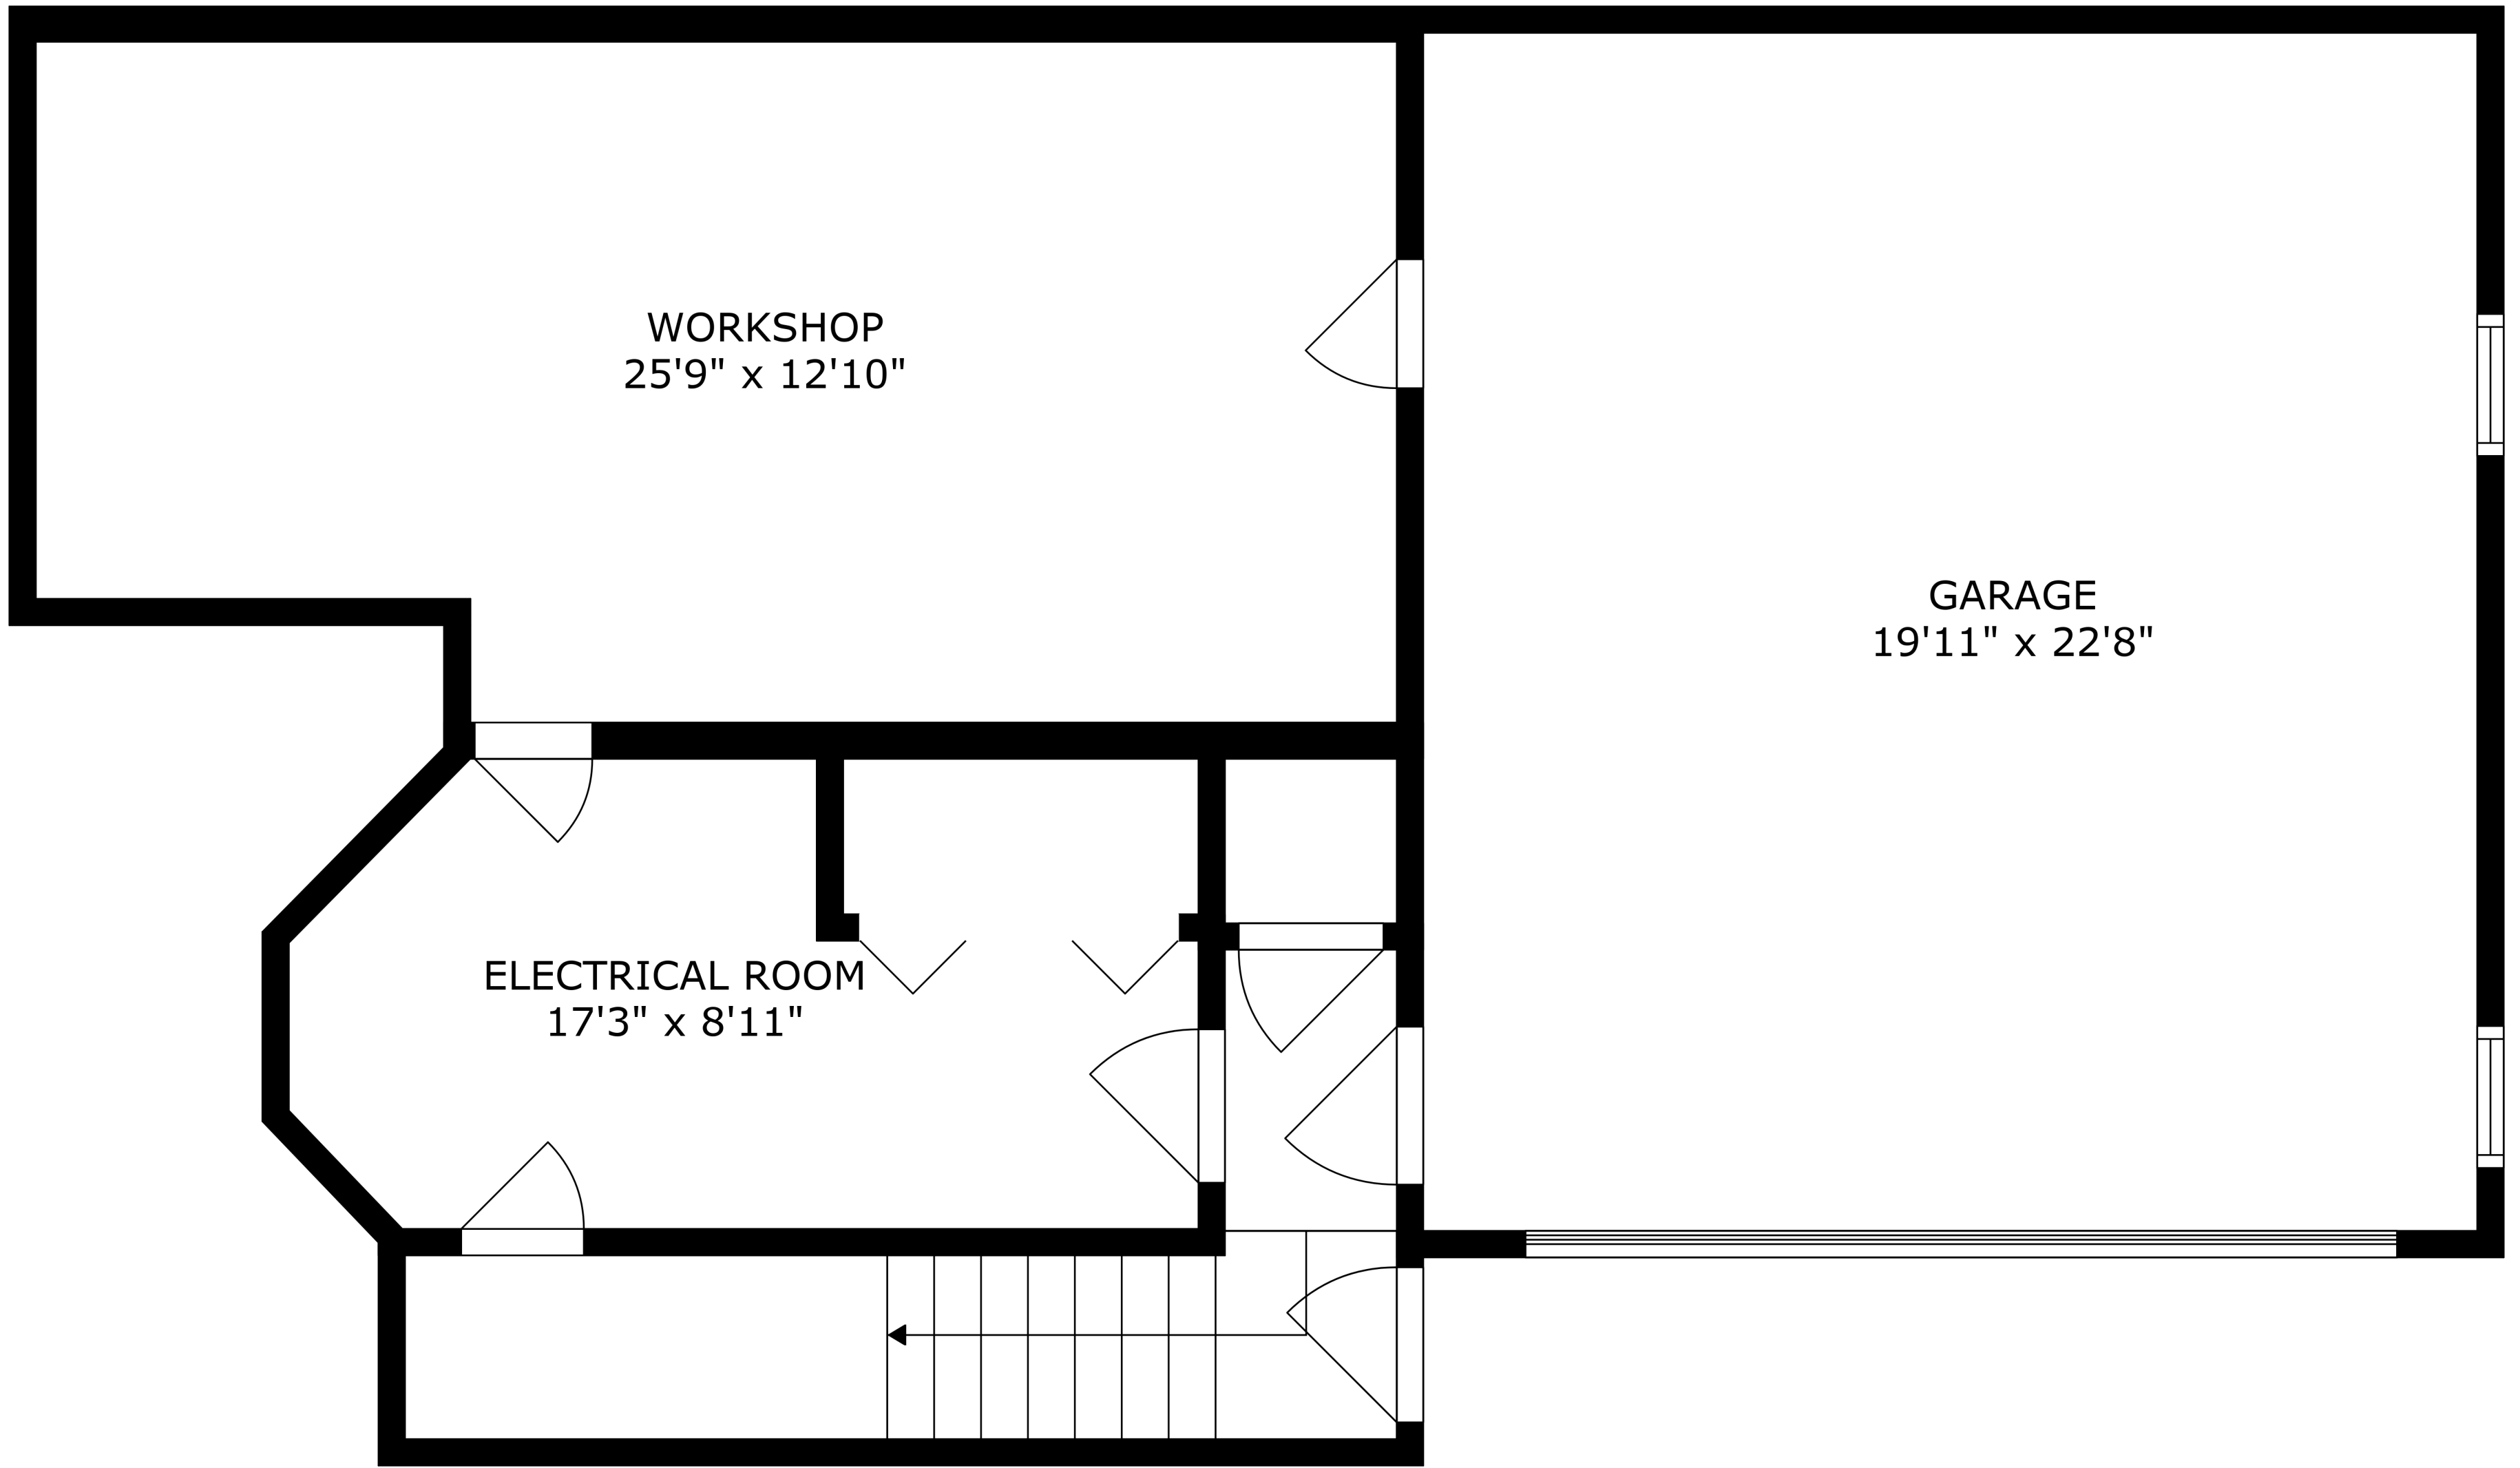 WORKSHOP
25'9" x 12'10"
GARAGE
19'11" x 22'8"
ELECTRICAL ROOM
17'3" x 8'11"